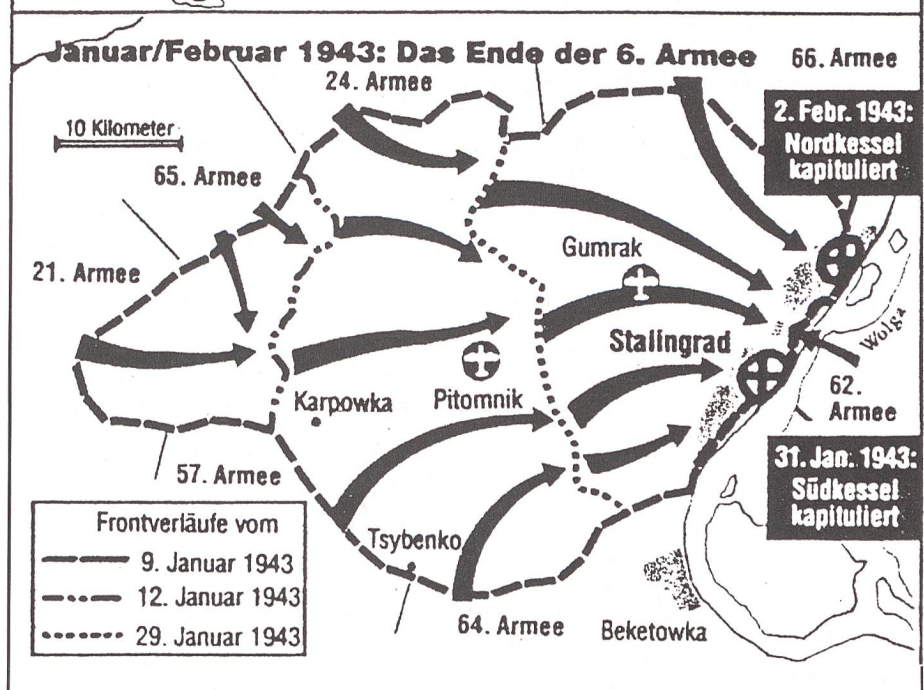 Januar/Februar 1943: Das Ende der 6. Armee
66. Armee
24. Armee
10 Kilometer
2. Febr. 1943:
Nordkessel
kapituliert
65. Armee
Gumrak
21. Armee
Stalingrad
Wolga
Karpowka
Pitomnik
62.
Armee
31. Jan. 1943:
Südkessel
kapituliert
57. Armee
Frontverläufe vom
9. Januar 1943
12. Januar 1943
29. Januar 1943
Tsybenko
64. Armee
Beketowka